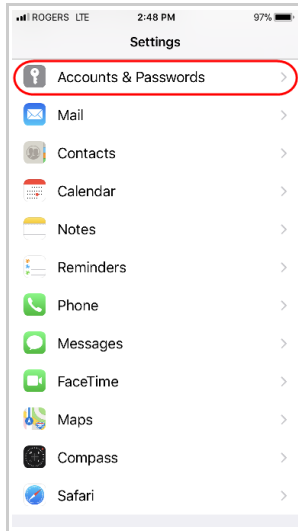 ROGERS LTE 2:48 PM 97%
Settings
Accounts & Passwords
Mail
Contacts
Calendar
Notes
Reminders
Phone
Messages
FaceTime
Maps
Compass
Safari